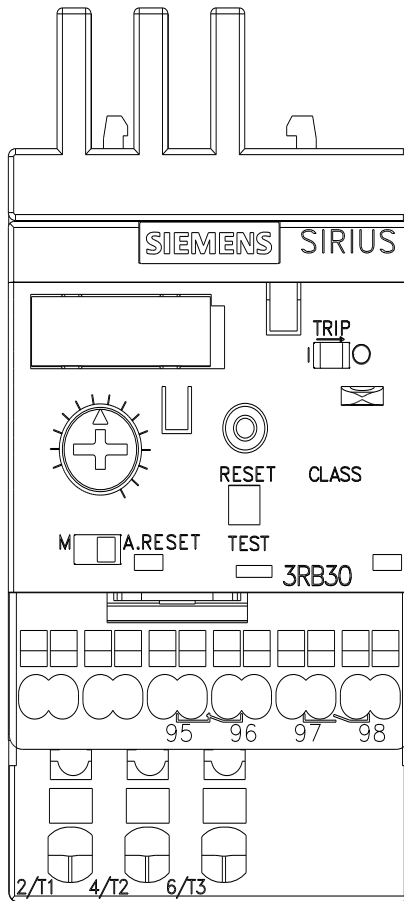 SIEMENS SIRIUS
TRIP
I O
RESET CLASS
M A.RESET TEST
3RB30
95 96 97 98
2/T1 4/T2 6/T3